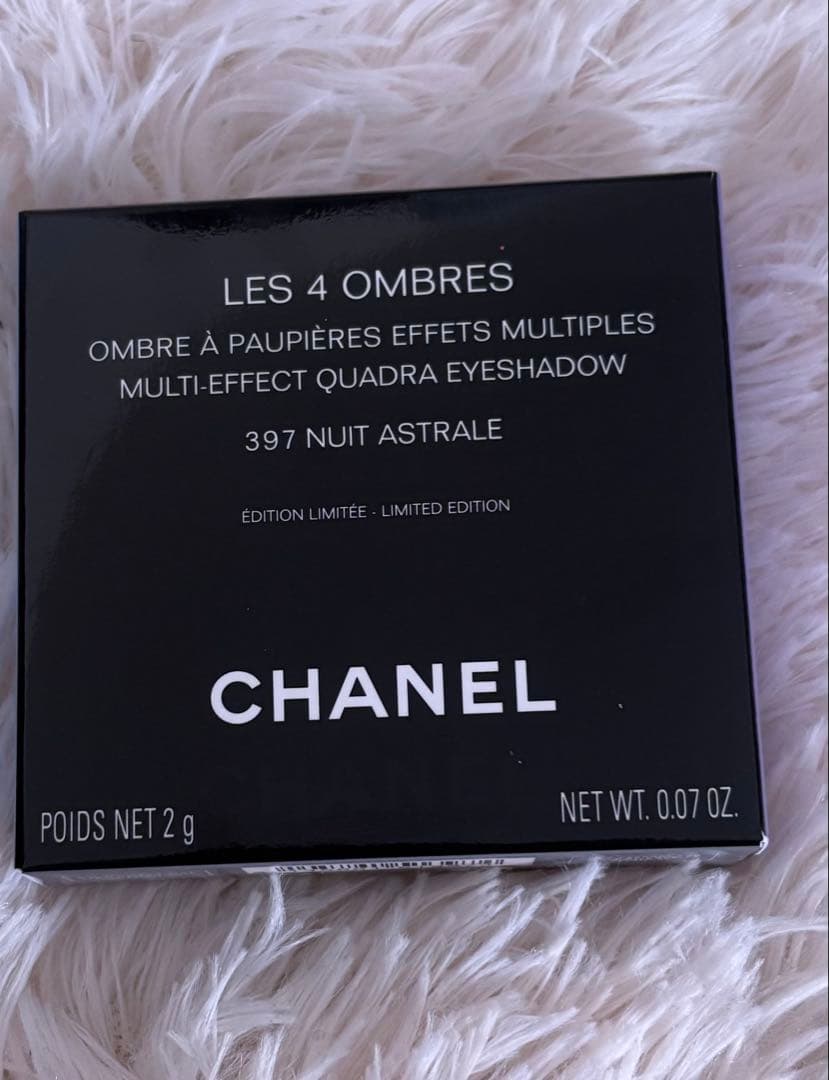 LES 4 OMBRES
OMBRE À PAUPIÈRES EFFETS MULTIPLES
MULTI-EFFECT QUADRA EYESHADOW
397 NUIT ASTRALE
ÉDITION LIMITÉE - LIMITED EDITION
CHANEL
POIDS NET 2 g
NET WT. 0.07 OZ.